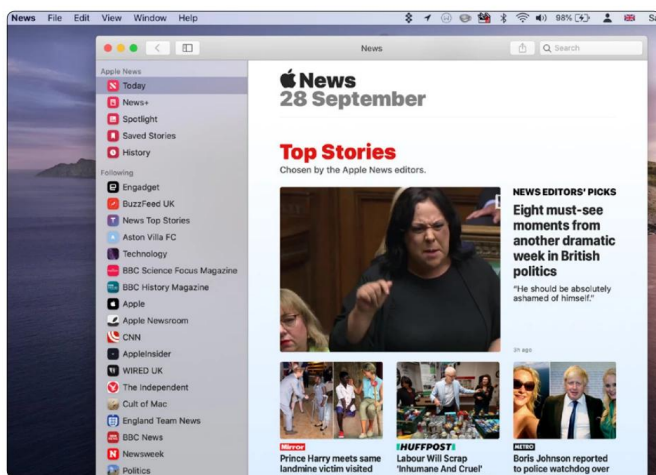 News File Edit View Window Help 98%
News
Search
Apple News
Today
News+
Spotlight
Saved Stories
History
Following
Engadget
BuzzFeed UK
News Top Stories
Aston Villa FC
Technology
BBC Science Focus Magazine
BBC History Magazine
Apple
Apple Newsroom
CNN
AppleInsider
WIRED UK
The Independent
Cult of Mac
England Team News
BBC News
Newsweek
Politics
News
28 September
Top Stories
Chosen by the Apple News editors.
NEWS EDITORS' PICKS
Eight must-see
moments from
another dramatic
week in British
politics
"He should be absolutely
ashamed of himself."
2h ago
Mirror
Prince Harry meets same
landmine victim visited
HUFFPOST
Labour Will Scrap
'Inhumane And Cruel'
METRO
Boris Johnson reported
to police watchdog over